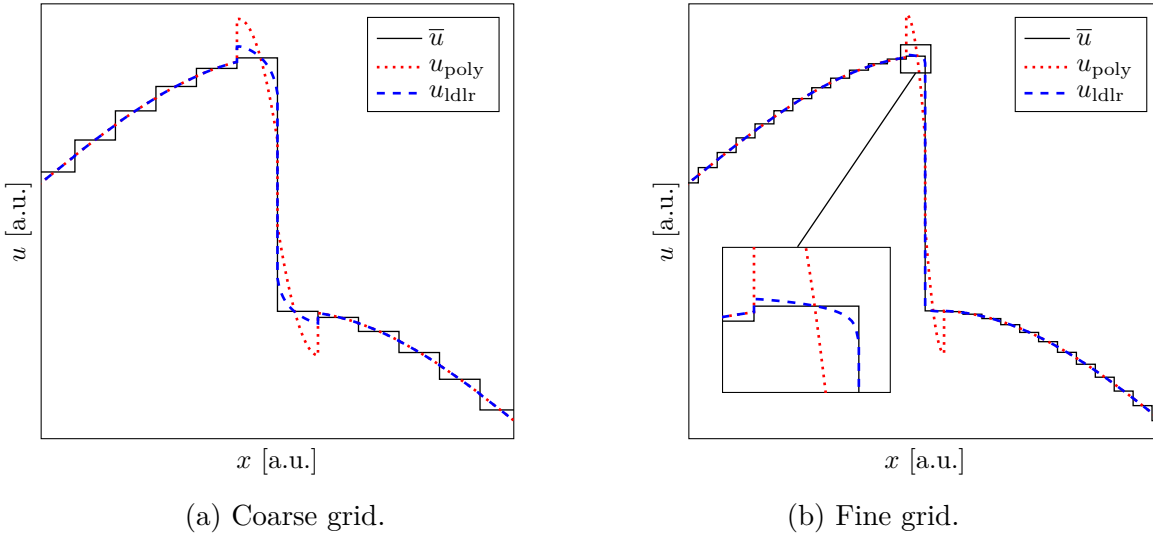 u̅
u_poly
u_ldlr
u [a.u.]
x [a.u.]
(a) Coarse grid.
u̅
u_poly
u_ldlr
u [a.u.]
x [a.u.]
(b) Fine grid.